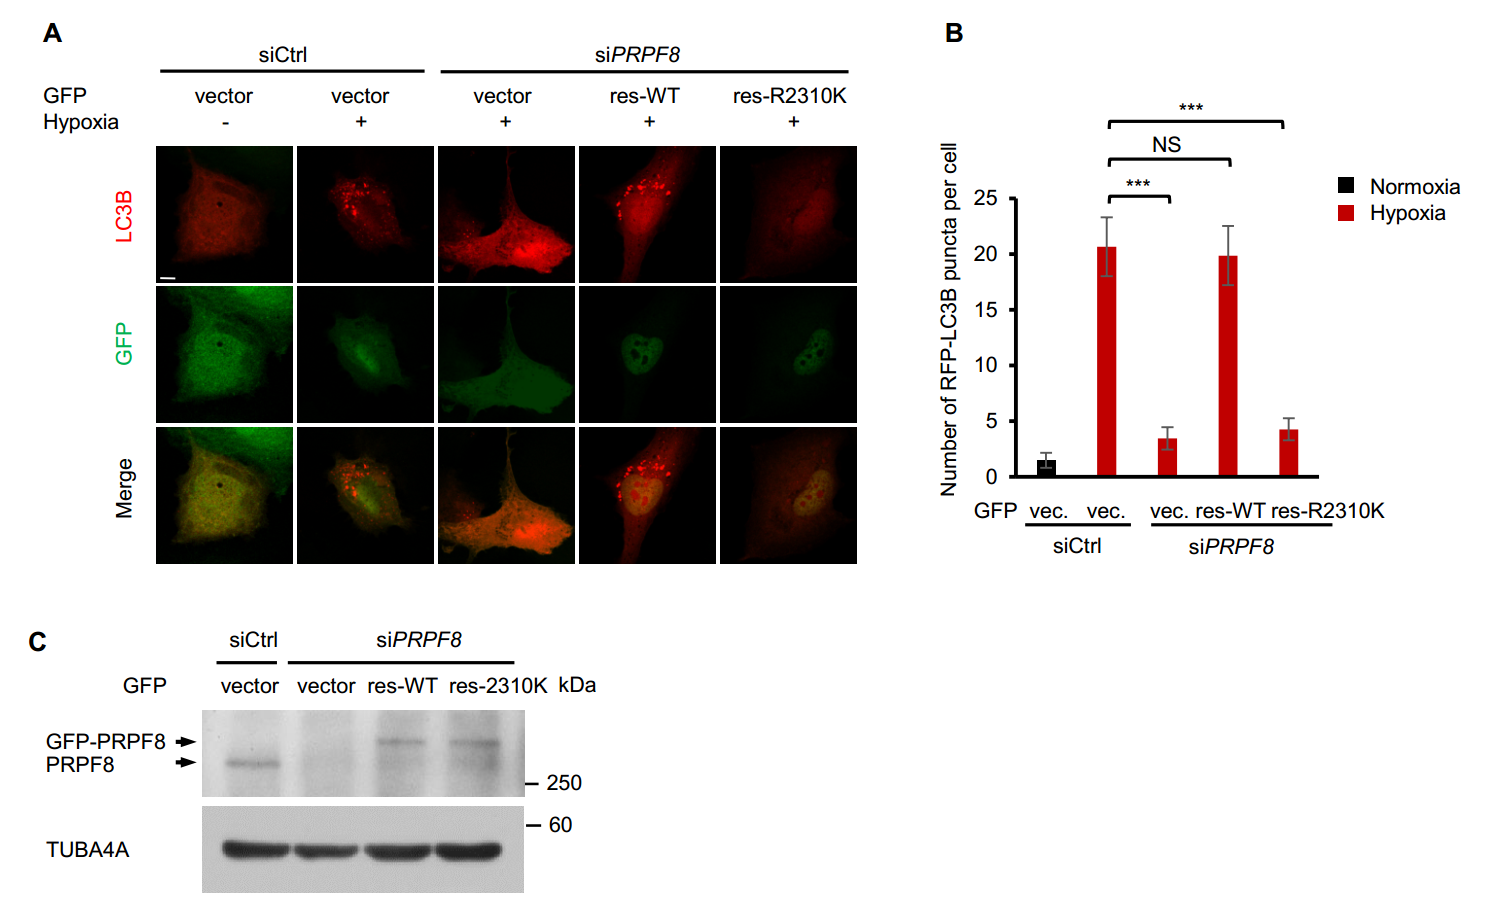 A
siCtrl siPRPF8
GFP vector vector vector res-WT res-R2310K
Hypoxia - + + + +
LC3B
GFP
Merge
B
***
NS
***
Number of RFP-LC3B puncta per cell
25
20
15
10
5
0
Normoxia
Hypoxia
GFP vec. vec. vec. res-WT res-R2310K
siCtrl siPRPF8
C
siCtrl siPRPF8
GFP vector vector res-WT res-2310K kDa
GFP-PRPF8
PRPF8
250
60
TUBA4A